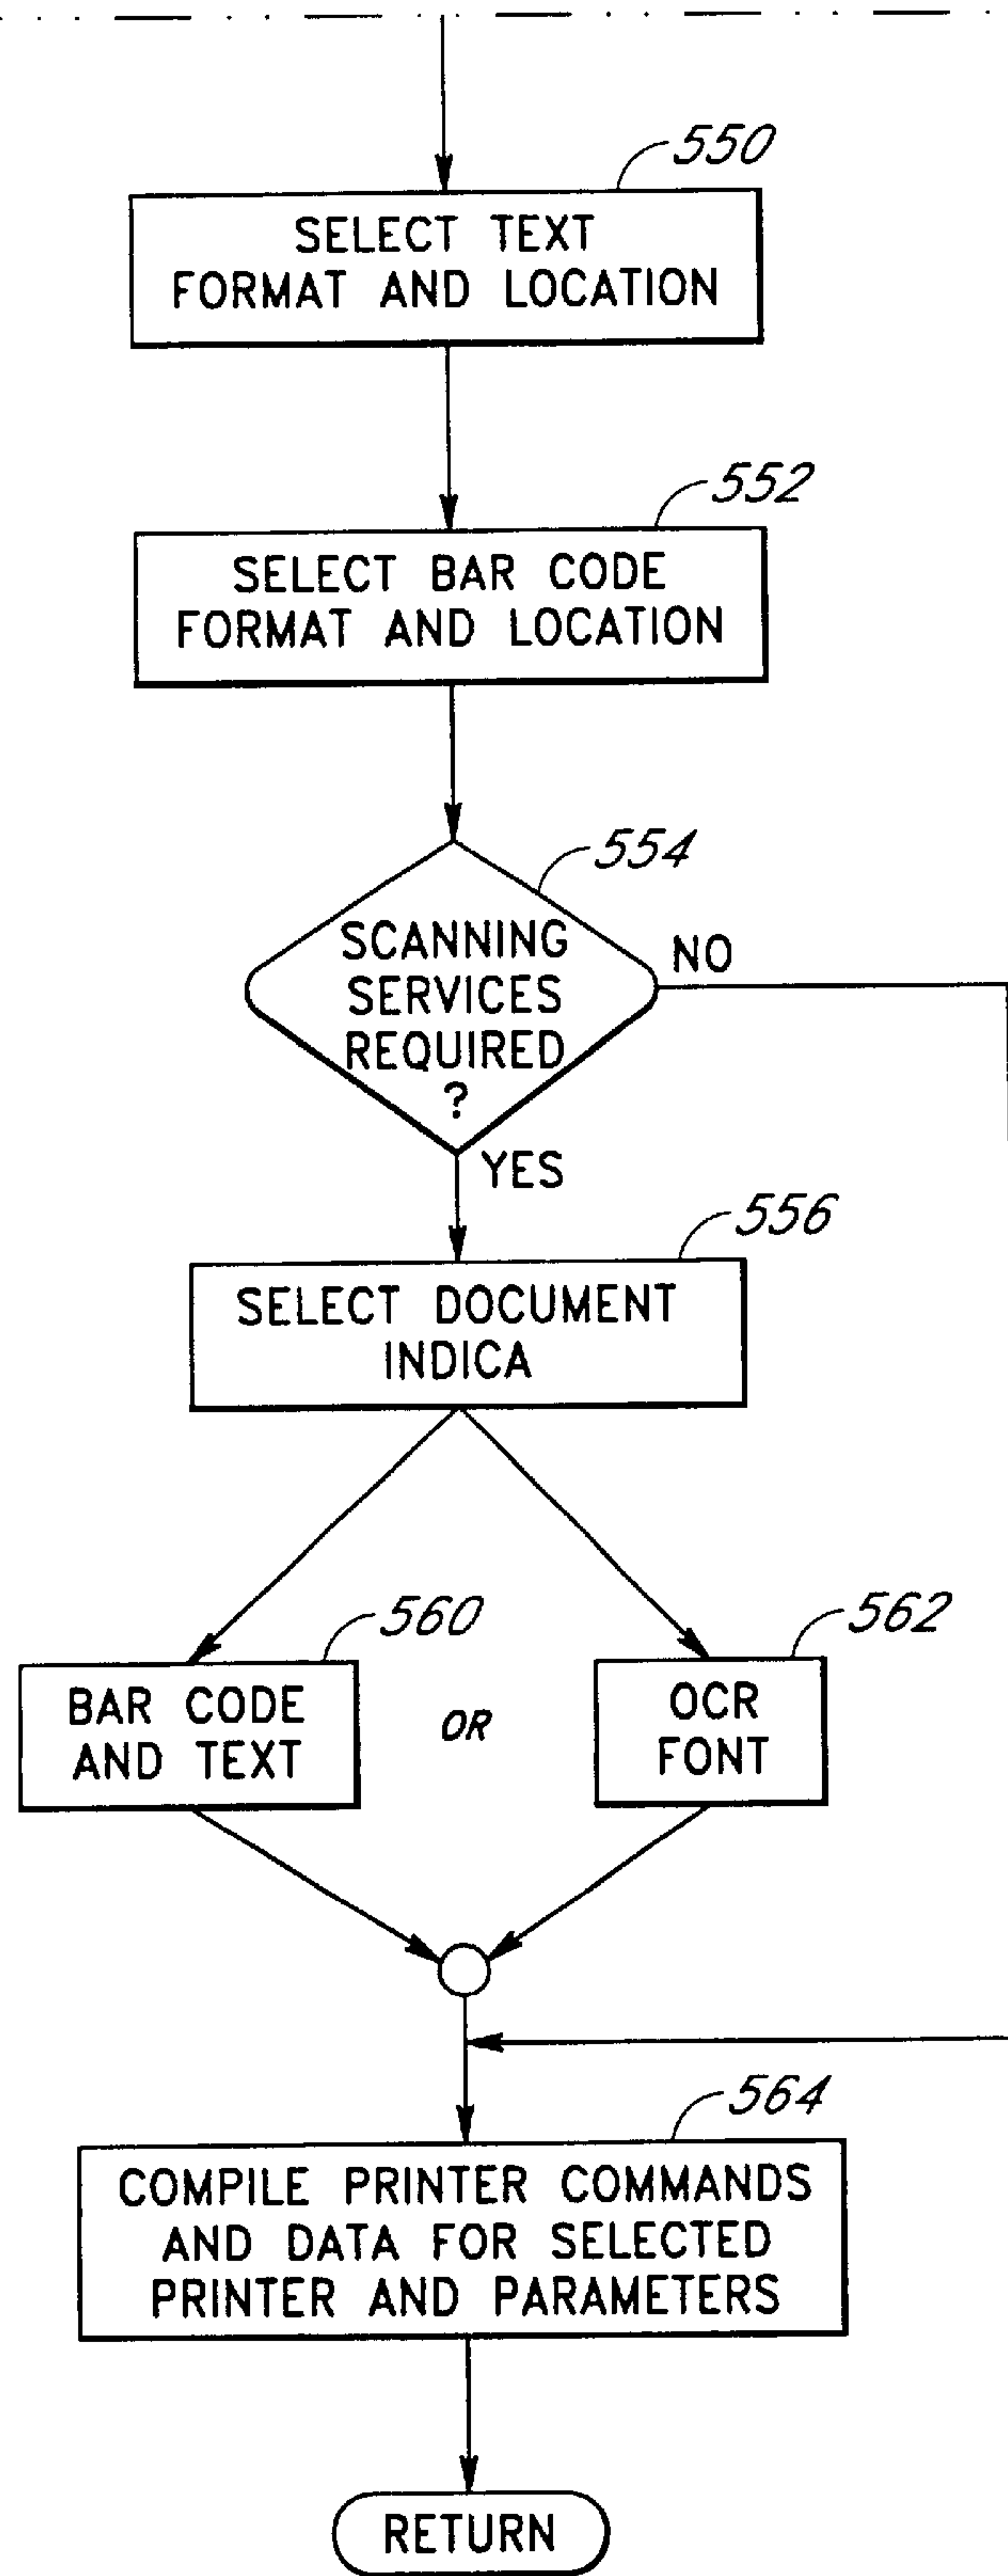 550
SELECT TEXT
FORMAT AND LOCATION
552
SELECT BAR CODE
FORMAT AND LOCATION
554
SCANNING
SERVICES
REQUIRED
?
NO
YES
556
SELECT DOCUMENT
INDICA
560
BAR CODE
AND TEXT
OR
562
OCR
FONT
564
COMPILE PRINTER COMMANDS
AND DATA FOR SELECTED
PRINTER AND PARAMETERS
RETURN